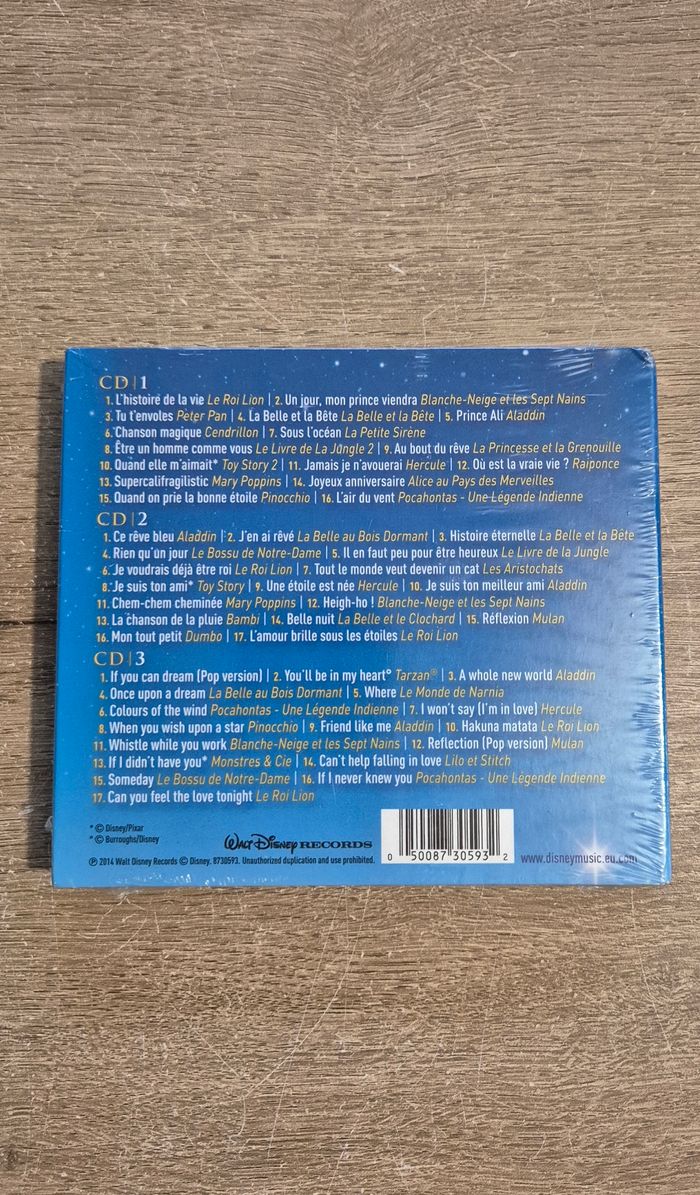 CD|1
1. L'histoire de la vie Le Roi Lion | 2. Un jour, mon prince viendra Blanche-Neige et les Sept Nains
3. Tu t'envoles Peter Pan | 4. La Belle et la Bête La Belle et la Bête | 5. Prince Ali Aladdin
6. Chanson magique Cendrillon | 7. Sous l'océan La Petite Sirène
8. Être un homme comme vous Le Livre de La Jungle 2 | 9. Au bout du rêve La Princesse et la Grenouille
10. Quand elle m'aimait* Toy Story 2 | 11. Jamais je n'avouerai Hercule | 12. Où est la vraie vie ? Raiponce
13. Supercalifragilistic Mary Poppins | 14. Joyeux anniversaire Alice au Pays des Merveilles
15. Quand on prie la bonne étoile Pinocchio | 16. L'air du vent Pocahontas - Une Légende Indienne
CD|2
1. Ce rêve bleu Aladdin | 2. J'en ai rêvé La Belle au Bois Dormant | 3. Histoire éternelle La Belle et la Bête
4. Rien qu'un jour Le Bossu de Notre-Dame | 5. Il en faut peu pour être heureux Le Livre de la Jungle
6. Je voudrais déjà être roi Le Roi Lion | 7. Tout le monde veut devenir un cat Les Aristochats
8. Je suis ton ami* Toy Story | 9. Une étoile est née Hercule | 10. Je suis ton meilleur ami Aladdin
11. Chem-chem cheminée Mary Poppins | 12. Heigh-ho ! Blanche-Neige et les Sept Nains
13. La chanson de la pluie Bambi | 14. Belle nuit La Belle et le Clochard | 15. Réflexion Mulan
16. Mon tout petit Dumbo | 17. L'amour brille sous les étoiles Le Roi Lion
CD|3
1. If you can dream (Pop version) | 2. You'll be in my heart° Tarzan® | 3. A whole new world Aladdin
4. Once upon a dream La Belle au Bois Dormant | 5. Where Le Monde de Narnia
6. Colours of the wind Pocahontas - Une Légende Indienne | 7. I won't say (I'm in love) Hercule
8. When you wish upon a star Pinocchio | 9. Friend like me Aladdin | 10. Hakuna matata Le Roi Lion
11. Whistle while you work Blanche-Neige et les Sept Nains | 12. Reflection (Pop version) Mulan
13. If I didn't have you* Monstres & Cie | 14. Can't help falling in love Lilo et Stitch
15. Someday Le Bossu de Notre-Dame | 16. If I never knew you Pocahontas - Une Légende Indienne
17. Can you feel the love tonight Le Roi Lion
* © Disney/Pixar
° © Burroughs/Disney
WALT DISNEY RECORDS
℗ 2014 Walt Disney Records © Disney. 8730593. Unauthorized duplication and use prohibited.
0 50087 30593 2
www.disneymusic.eu.com